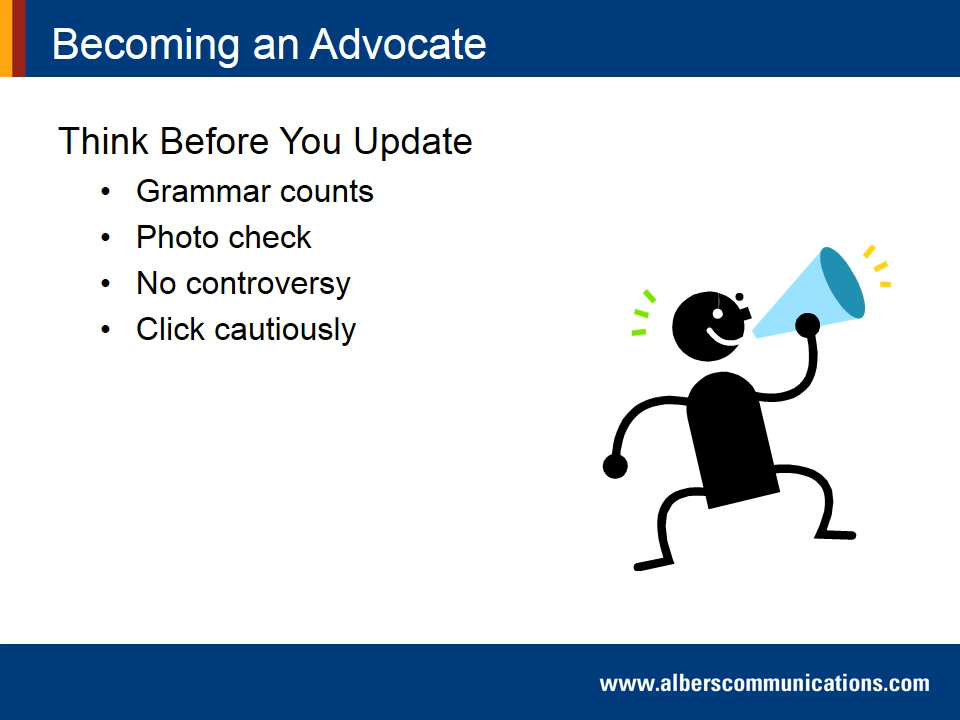 Becoming an Advocate
Think Before You Update
• Grammar counts
• Photo check
• No controversy
• Click cautiously
www.alberscommunications.com